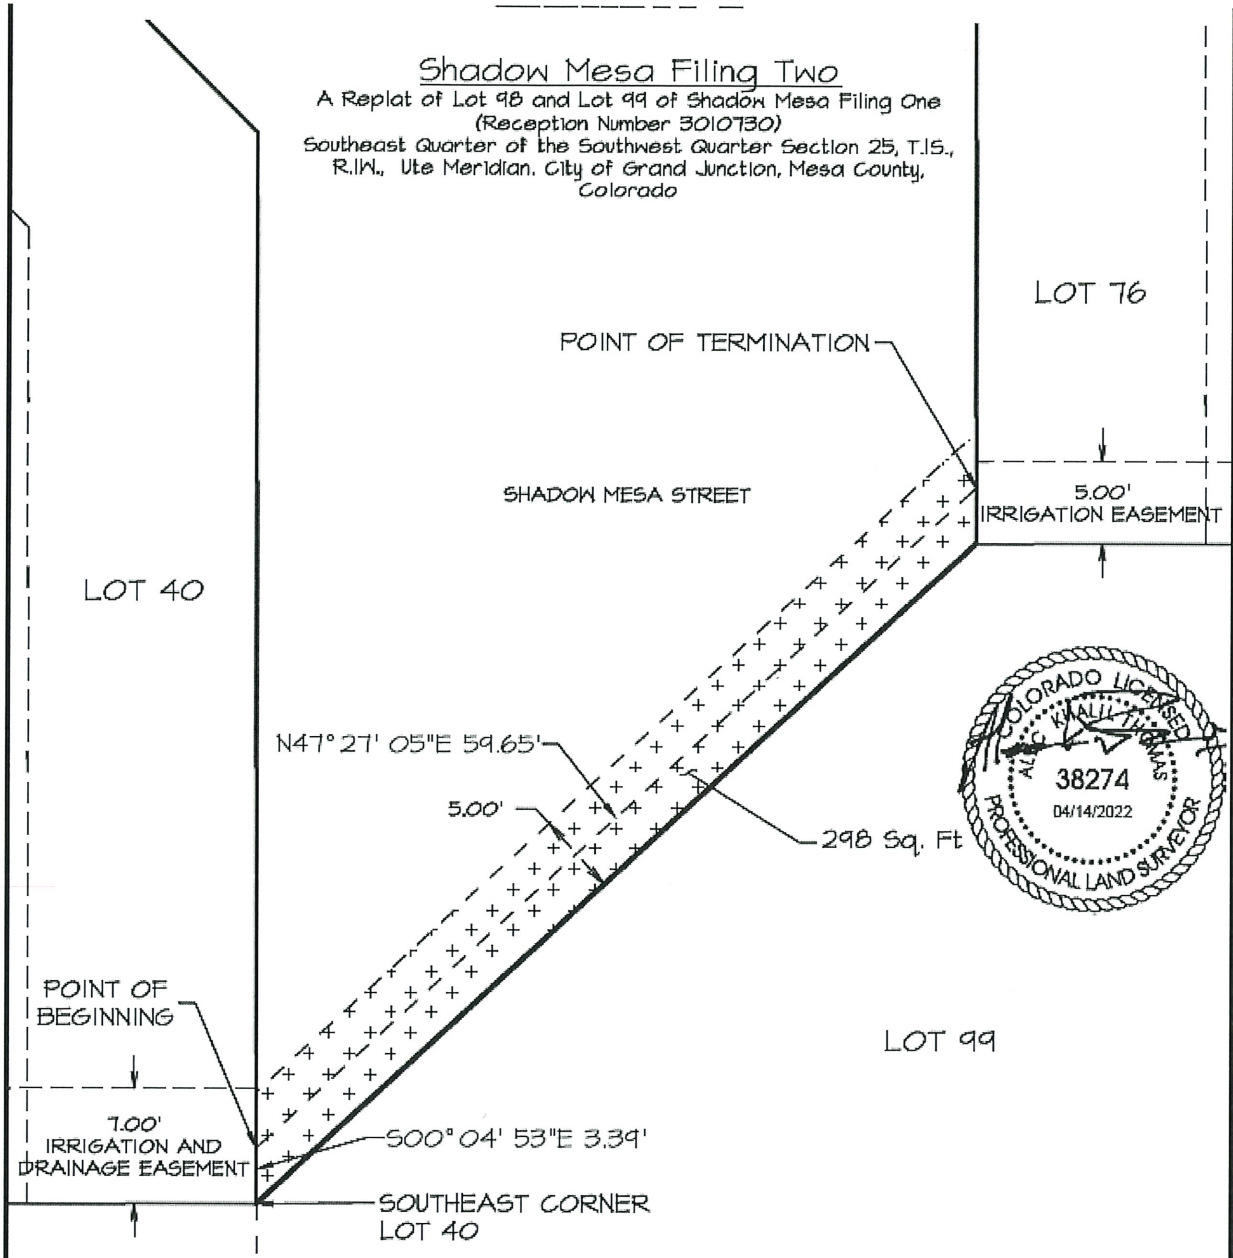 Shadow Mesa Filing Two
A Replat of Lot 98 and Lot 99 of Shadow Mesa Filing One
(Reception Number 3010730)
Southeast Quarter of the Southwest Quarter Section 25, T.1S.,
R.1W., Ute Meridian. City of Grand Junction, Mesa County,
Colorado
LOT 76
POINT OF TERMINATION
SHADOW MESA STREET
5.00'
IRRIGATION EASEMENT
LOT 40
N47° 27' 05"E 59.65'
5.00'
298 Sq. Ft
COLORADO LICENSED
ALEC KHALIL THOMAS
38274
04/14/2022
PROFESSIONAL LAND SURVEYOR
POINT OF
BEGINNING
LOT 99
7.00'
IRRIGATION AND
DRAINAGE EASEMENT
S00° 04' 53"E 3.39'
SOUTHEAST CORNER
LOT 40